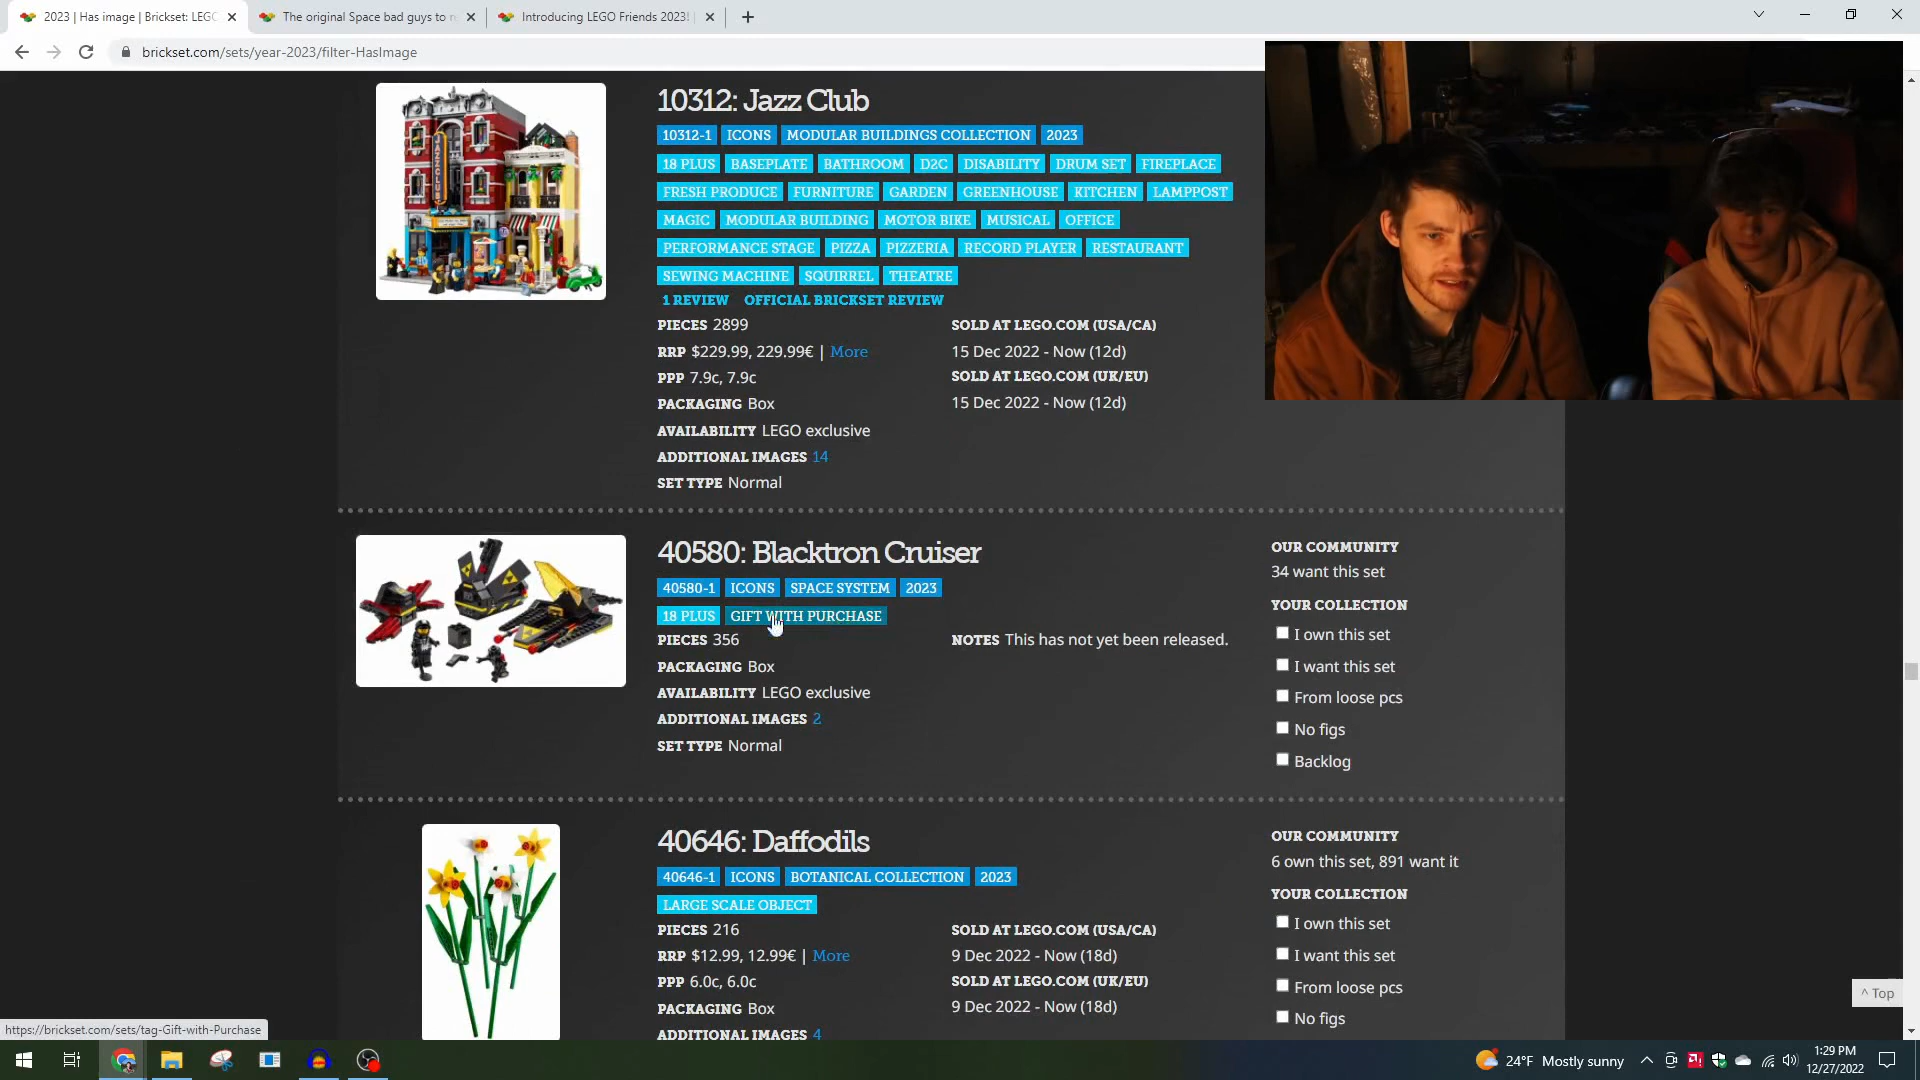 2023 | Has image | Brickset: LEGO
The original Space bad guys to r
Introducing LEGO Friends 2023!
brickset.com/sets/year-2023/filter-HasImage
10312: Jazz Club
10312-1 ICONS MODULAR BUILDINGS COLLECTION 2023
18 PLUS BASEPLATE BATHROOM D2C DISABILITY DRUM SET FIREPLACE
FRESH PRODUCE FURNITURE GARDEN GREENHOUSE KITCHEN LAMPPOST
MAGIC MODULAR BUILDING MOTOR BIKE MUSICAL OFFICE
PERFORMANCE STAGE PIZZA PIZZERIA RECORD PLAYER RESTAURANT
SEWING MACHINE SQUIRREL THEATRE
1 REVIEW OFFICIAL BRICKSET REVIEW
PIECES 2899
RRP $229.99, 229.99€ | More
PPP 7.9c, 7.9c
PACKAGING Box
AVAILABILITY LEGO exclusive
ADDITIONAL IMAGES 14
SET TYPE Normal
SOLD AT LEGO.COM (USA/CA)
15 Dec 2022 - Now (12d)
SOLD AT LEGO.COM (UK/EU)
15 Dec 2022 - Now (12d)
JAZZ CLUB
40580: Blacktron Cruiser
40580-1 ICONS SPACE SYSTEM 2023
18 PLUS GIFT WITH PURCHASE
PIECES 356
PACKAGING Box
AVAILABILITY LEGO exclusive
ADDITIONAL IMAGES 2
SET TYPE Normal
NOTES This has not yet been released.
OUR COMMUNITY
34 want this set
YOUR COLLECTION
I own this set
I want this set
From loose pcs
No figs
Backlog
40646: Daffodils
40646-1 ICONS BOTANICAL COLLECTION 2023
LARGE SCALE OBJECT
PIECES 216
RRP $12.99, 12.99€ | More
PPP 6.0c, 6.0c
PACKAGING Box
ADDITIONAL IMAGES 4
SOLD AT LEGO.COM (USA/CA)
9 Dec 2022 - Now (18d)
SOLD AT LEGO.COM (UK/EU)
9 Dec 2022 - Now (18d)
OUR COMMUNITY
6 own this set, 891 want it
YOUR COLLECTION
I own this set
I want this set
From loose pcs
No figs
^ Top
https://brickset.com/sets/tag-Gift-with-Purchase
24°F Mostly sunny
1:29 PM
12/27/2022